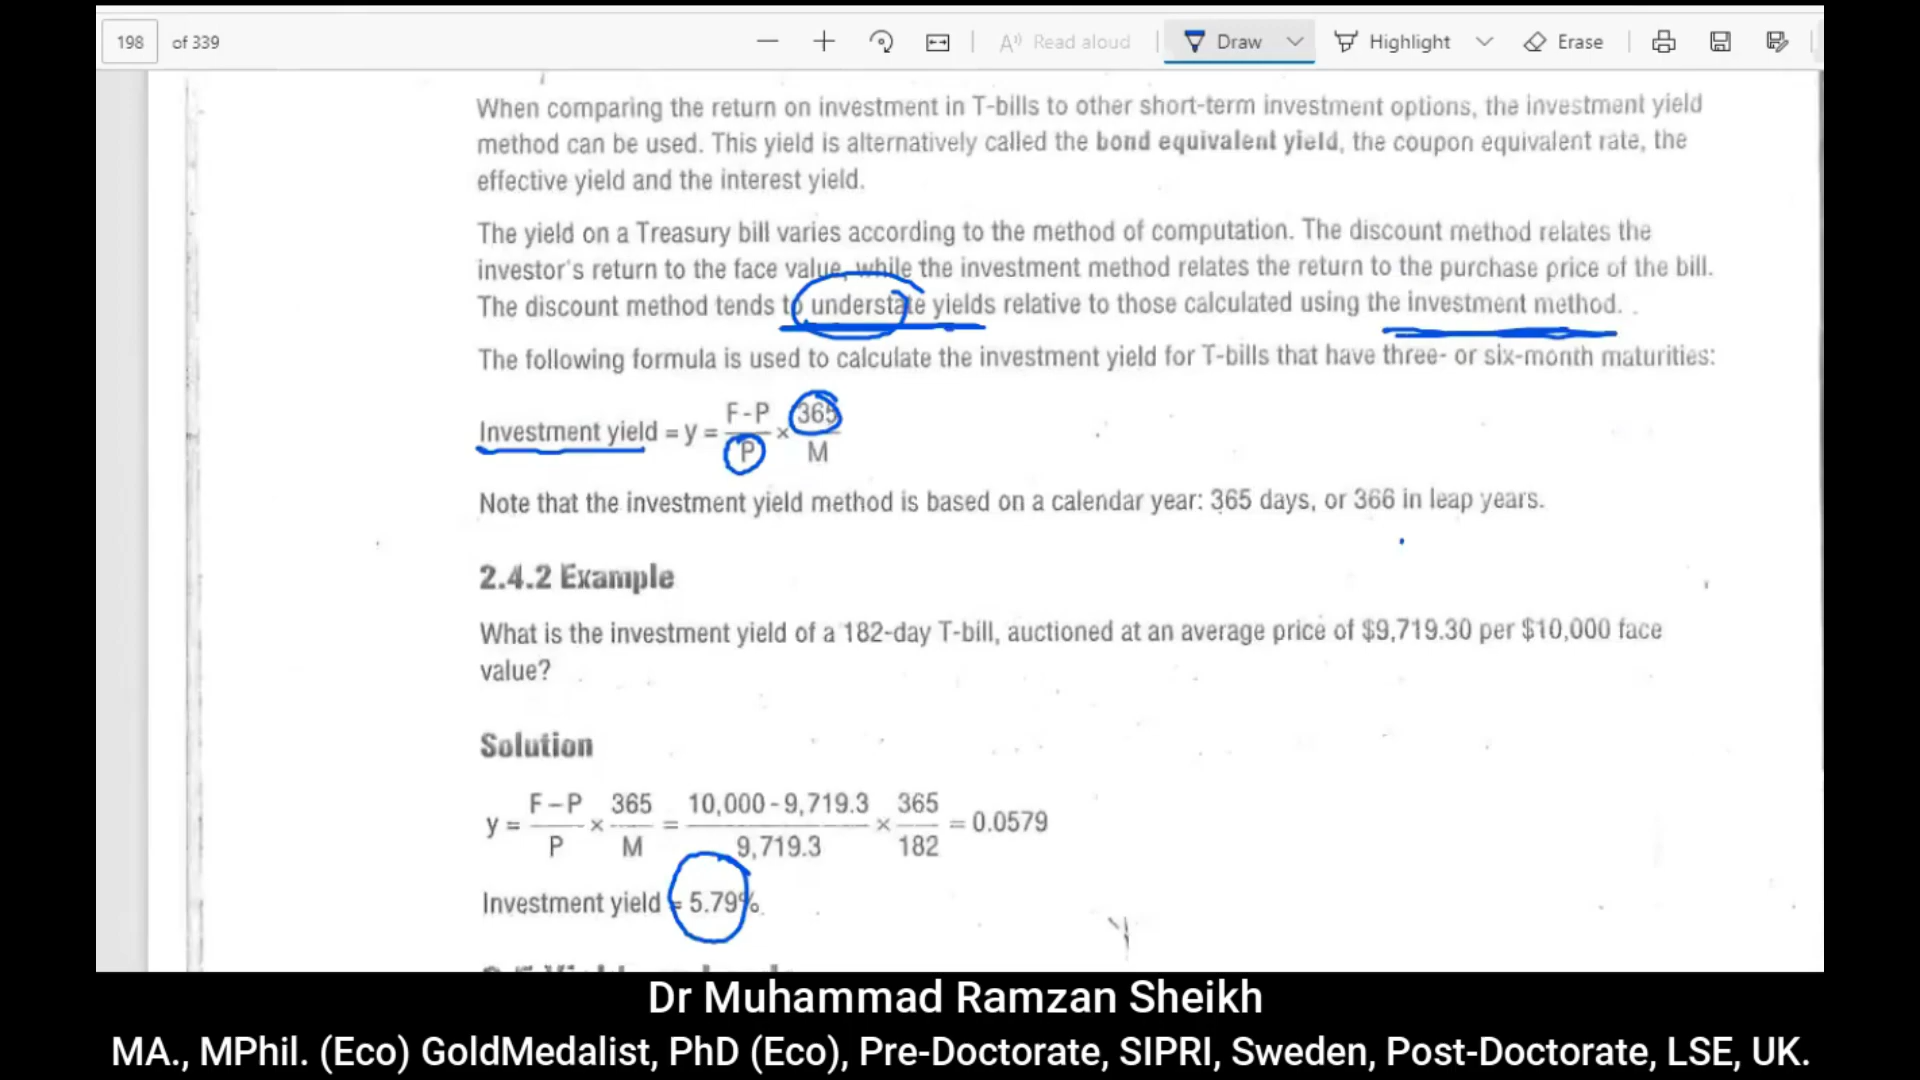 198 of 339 Read aloud Draw Highlight Erase
When comparing the return on investment in T-bills to other short-term investment options, the investment yield
method can be used. This yield is alternatively called the bond equivalent yield, the coupon equivalent rate, the
effective yield and the interest yield.
The yield on a Treasury bill varies according to the method of computation. The discount method relates the
investor's return to the face value, while the investment method relates the return to the purchase price of the bill.
The discount method tends to understate yields relative to those calculated using the investment method.
The following formula is used to calculate the investment yield for T-bills that have three- or six-month maturities:
Investment yield = y = F-P / P × 365 / M
Note that the investment yield method is based on a calendar year: 365 days, or 366 in leap years.
2.4.2 Example
What is the investment yield of a 182-day T-bill, auctioned at an average price of $9,719.30 per $10,000 face
value?
Solution
y = F-P / P × 365 / M = 10,000-9,719.3 / 9,719.3 × 365 / 182 = 0.0579
Investment yield = 5.79%
Dr Muhammad Ramzan Sheikh
MA., MPhil. (Eco) GoldMedalist, PhD (Eco), Pre-Doctorate, SIPRI, Sweden, Post-Doctorate, LSE, UK.